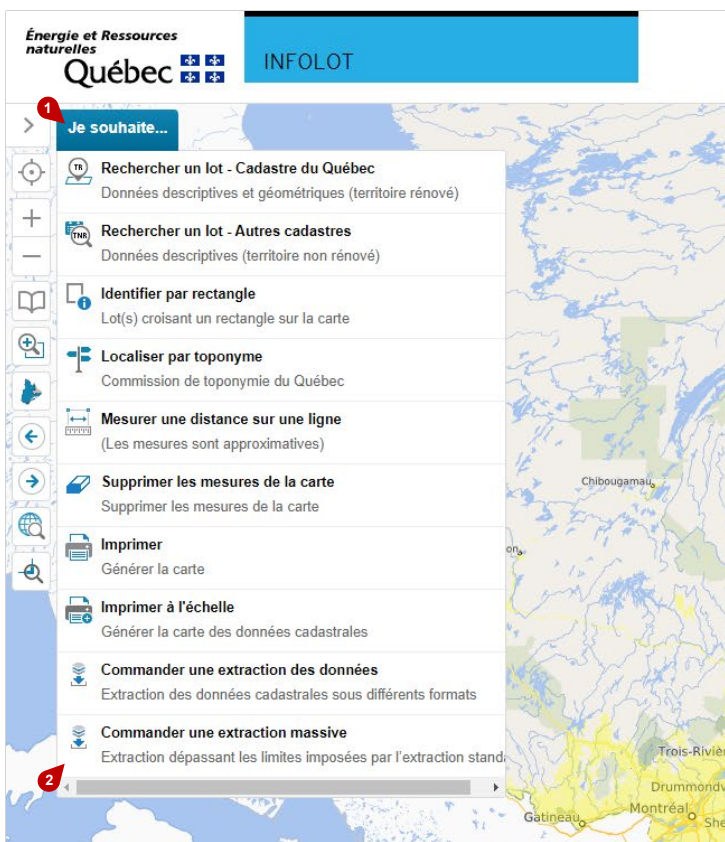 Énergie et Ressources
naturelles
Québec
INFOLOT
1
Je souhaite...
TR
Rechercher un lot - Cadastre du Québec
Données descriptives et géométriques (territoire rénové)
TNR
Rechercher un lot - Autres cadastres
Données descriptives (territoire non rénové)
Identifier par rectangle
Lot(s) croisant un rectangle sur la carte
Localiser par toponyme
Commission de toponymie du Québec
Mesurer une distance sur une ligne
(Les mesures sont approximatives)
Supprimer les mesures de la carte
Supprimer les mesures de la carte
Chibougamau
Imprimer
Générer la carte
on
Imprimer à l'échelle
Générer la carte des données cadastrales
Commander une extraction des données
Extraction des données cadastrales sous différents formats
Commander une extraction massive
Extraction dépassant les limites imposées par l'extraction stand
2
Trois-Riviè
Drummondv
Montréal
Gatineau
She